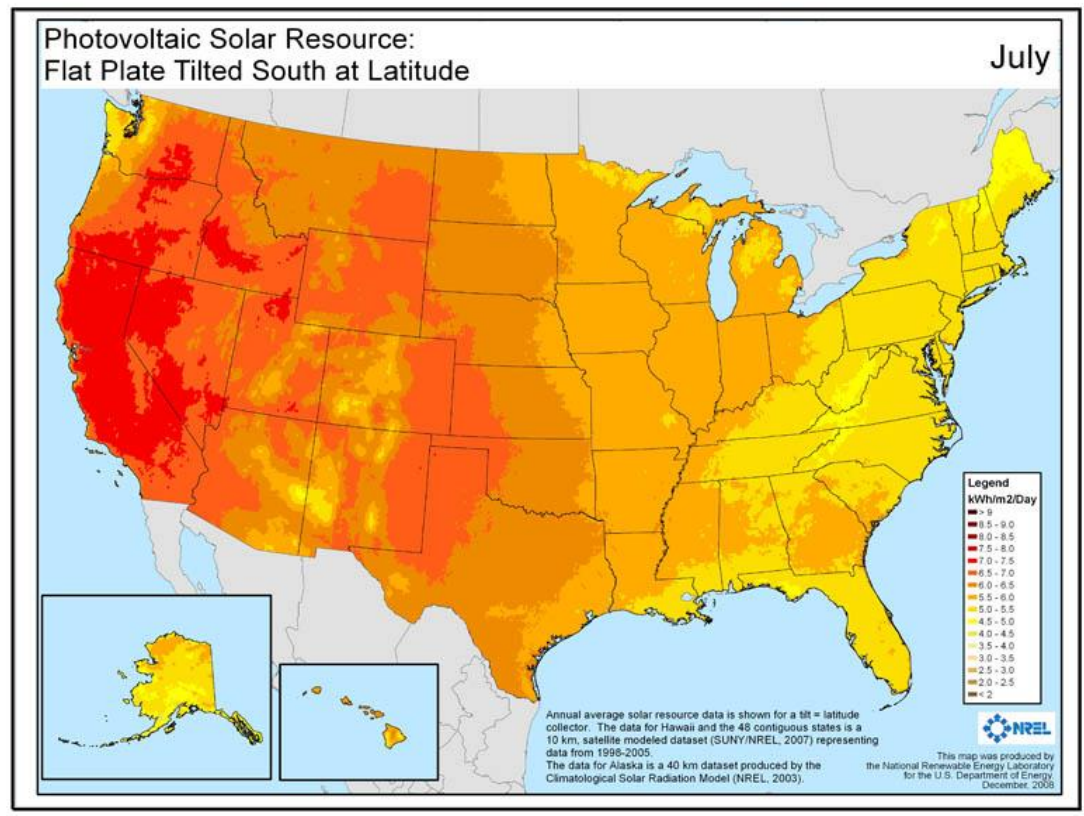 Photovoltaic Solar Resource:
Flat Plate Tilted South at Latitude
July
Legend
kWh/m2/Day
> 9
8.5 - 9.0
8.0 - 8.5
7.5 - 8.0
7.0 - 7.5
6.5 - 7.0
6.0 - 6.5
5.5 - 6.0
5.0 - 5.5
4.5 - 5.0
4.0 - 4.5
3.5 - 4.0
3.0 - 3.5
2.5 - 3.0
2.0 - 2.5
< 2
Annual average solar resource data is shown for a tilt = latitude
collector. The data for Hawaii and the 48 contiguous states is a
10 km, satellite modeled dataset (SUNY/NREL, 2007) representing
data from 1998-2005.
The data for Alaska is a 40 km dataset produced by the
Climatological Solar Radiation Model (NREL, 2003).
NREL
This map was produced by
the National Renewable Energy Laboratory
for the U.S. Department of Energy.
December, 2008